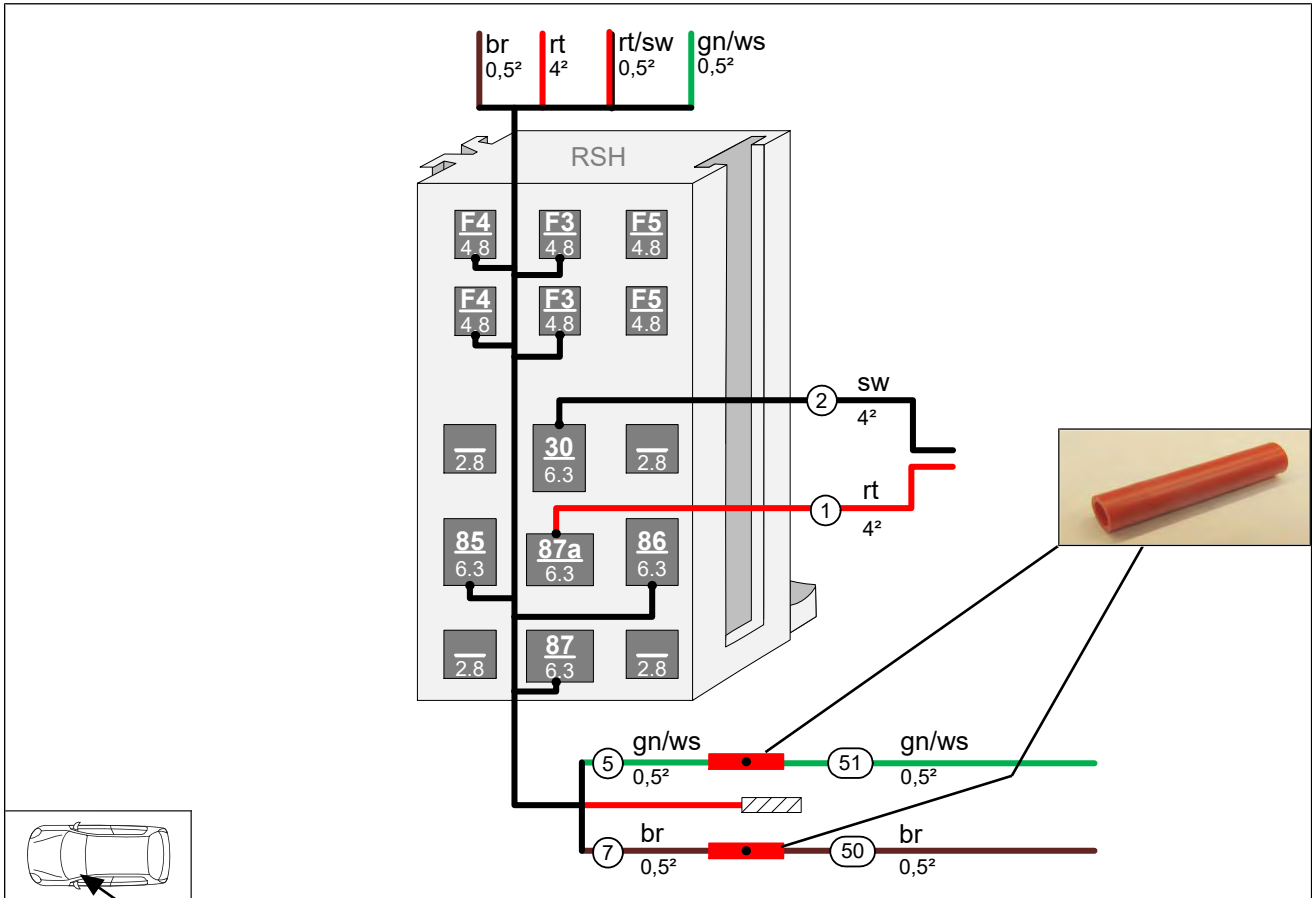 br rt rt/sw gn/ws
0,5² 4² 0,5² 0,5²
RSH
F4 F3 F5
4.8 4.8 4.8
F4 F3 F5
4.8 4.8 4.8
2 sw
4²
30
2.8 6.3 2.8
1 rt
4²
85 87a 86
6.3 6.3 6.3
87
2.8 6.3 2.8
5 gn/ws 51 gn/ws
0,5² 0,5²
7 br 50 br
0,5² 0,5²